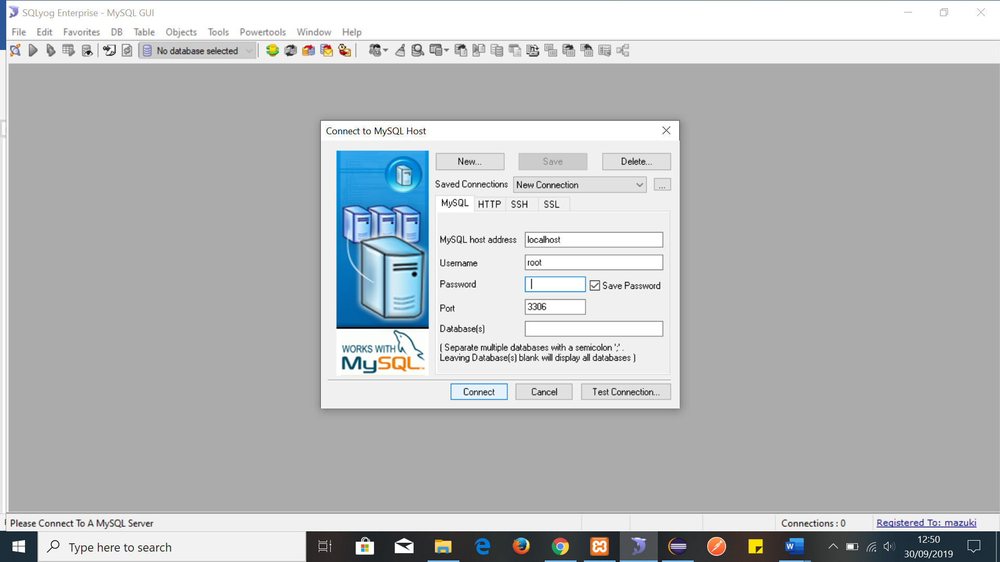 SQLyog Enterprise - MySQL GUI
File Edit Favorites DB Table Objects Tools Powertools Window Help
No database selected
Connect to MySQL Host
New... Save Delete...
Saved Connections New Connection ...
MySQL HTTP SSH SSL
MySQL host address localhost
Username root
Password Save Password
Port 3306
Database(s)
( Separate multiple databases with a semicolon ';' .
Leaving Database(s) blank will display all databases )
WORKS WITH
MySQL
Connect Cancel Test Connection...
Please Connect To A MySQL Server Connections : 0 Registered To: mazuki
Type here to search
12:50
30/09/2019